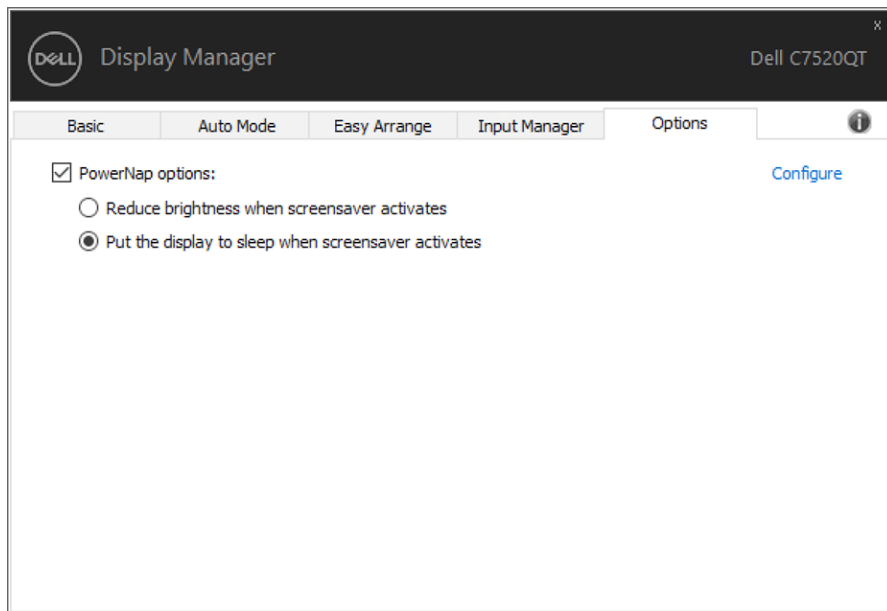 x
DELL Display Manager Dell C7520QT
Basic Auto Mode Easy Arrange Input Manager Options i
PowerNap options: Configure
Reduce brightness when screensaver activates
Put the display to sleep when screensaver activates